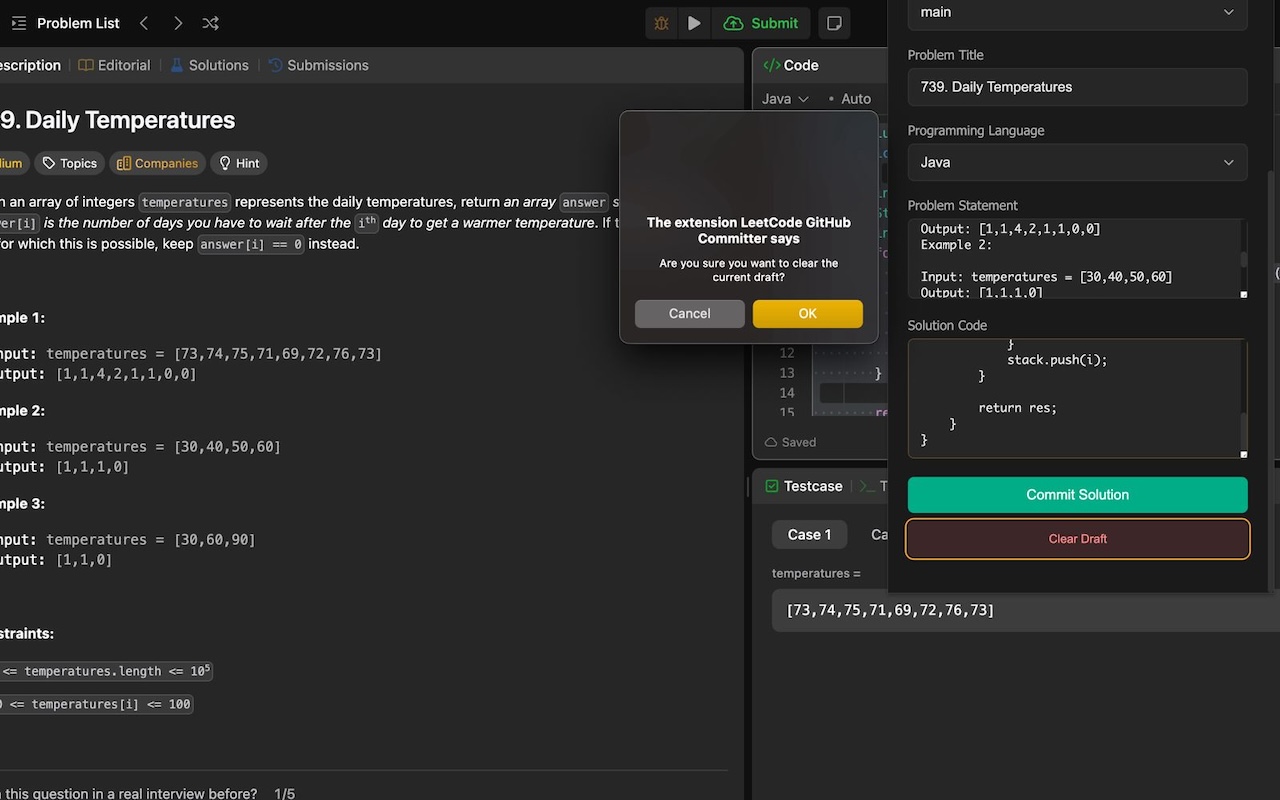 Problem List
Submit
escription
Editorial
Solutions
Submissions
9. Daily Temperatures
ium
Topics
Companies
Hint
n an array of integers temperatures represents the daily temperatures, return an array answer s
er[i] is the number of days you have to wait after the ith day to get a warmer temperature. If t
for which this is possible, keep answer[i] == 0 instead.
mple 1:
nput: temperatures = [73,74,75,71,69,72,76,73]
utput: [1,1,4,2,1,1,0,0]
mple 2:
nput: temperatures = [30,40,50,60]
utput: [1,1,1,0]
mple 3:
nput: temperatures = [30,60,90]
utput: [1,1,0]
straints:
<= temperatures.length <= 10⁵
0 <= temperatures[i] <= 100
this question in a real interview before? 1/5
</> Code
Java
• Auto
The extension LeetCode GitHub
Committer says
Are you sure you want to clear the
current draft?
Cancel
OK
12
13 }
14
15 re
Saved
Testcase
>_ T
Case 1
Ca
temperatures =
[73,74,75,71,69,72,76,73]
main
Problem Title
739. Daily Temperatures
Programming Language
Java
Problem Statement
Output: [1,1,4,2,1,1,0,0]
Example 2:
Input: temperatures = [30,40,50,60]
Output: [1,1,1,0]
Solution Code
}
stack.push(i);
}
return res;
}
}
Commit Solution
Clear Draft